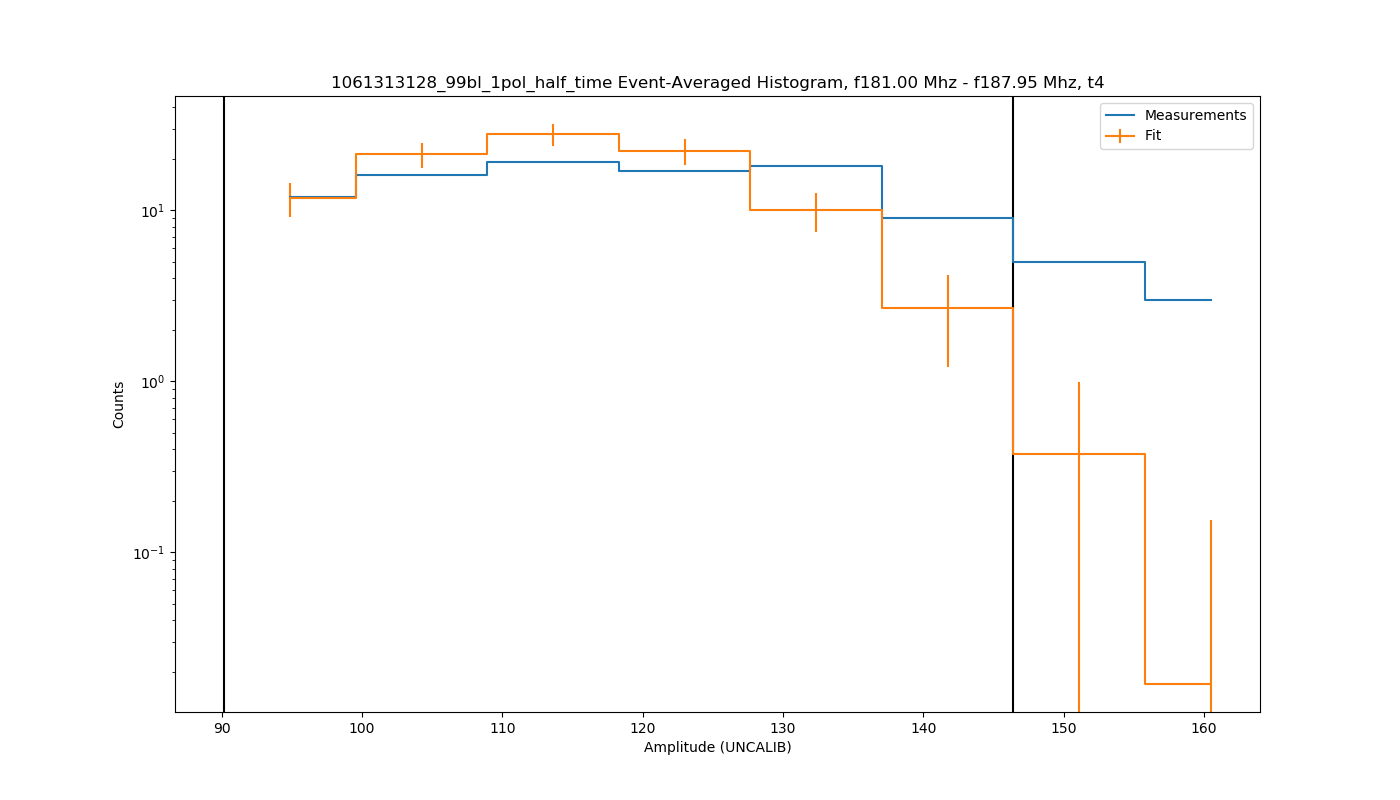 1061313128_99bl_1pol_half_time Event-Averaged Histogram, f181.00 Mhz - f187.95 Mhz, t4
Measurements
Fit
Counts
10¹
10⁰
10⁻¹
90 100 110 120 130 140 150 160
Amplitude (UNCALIB)